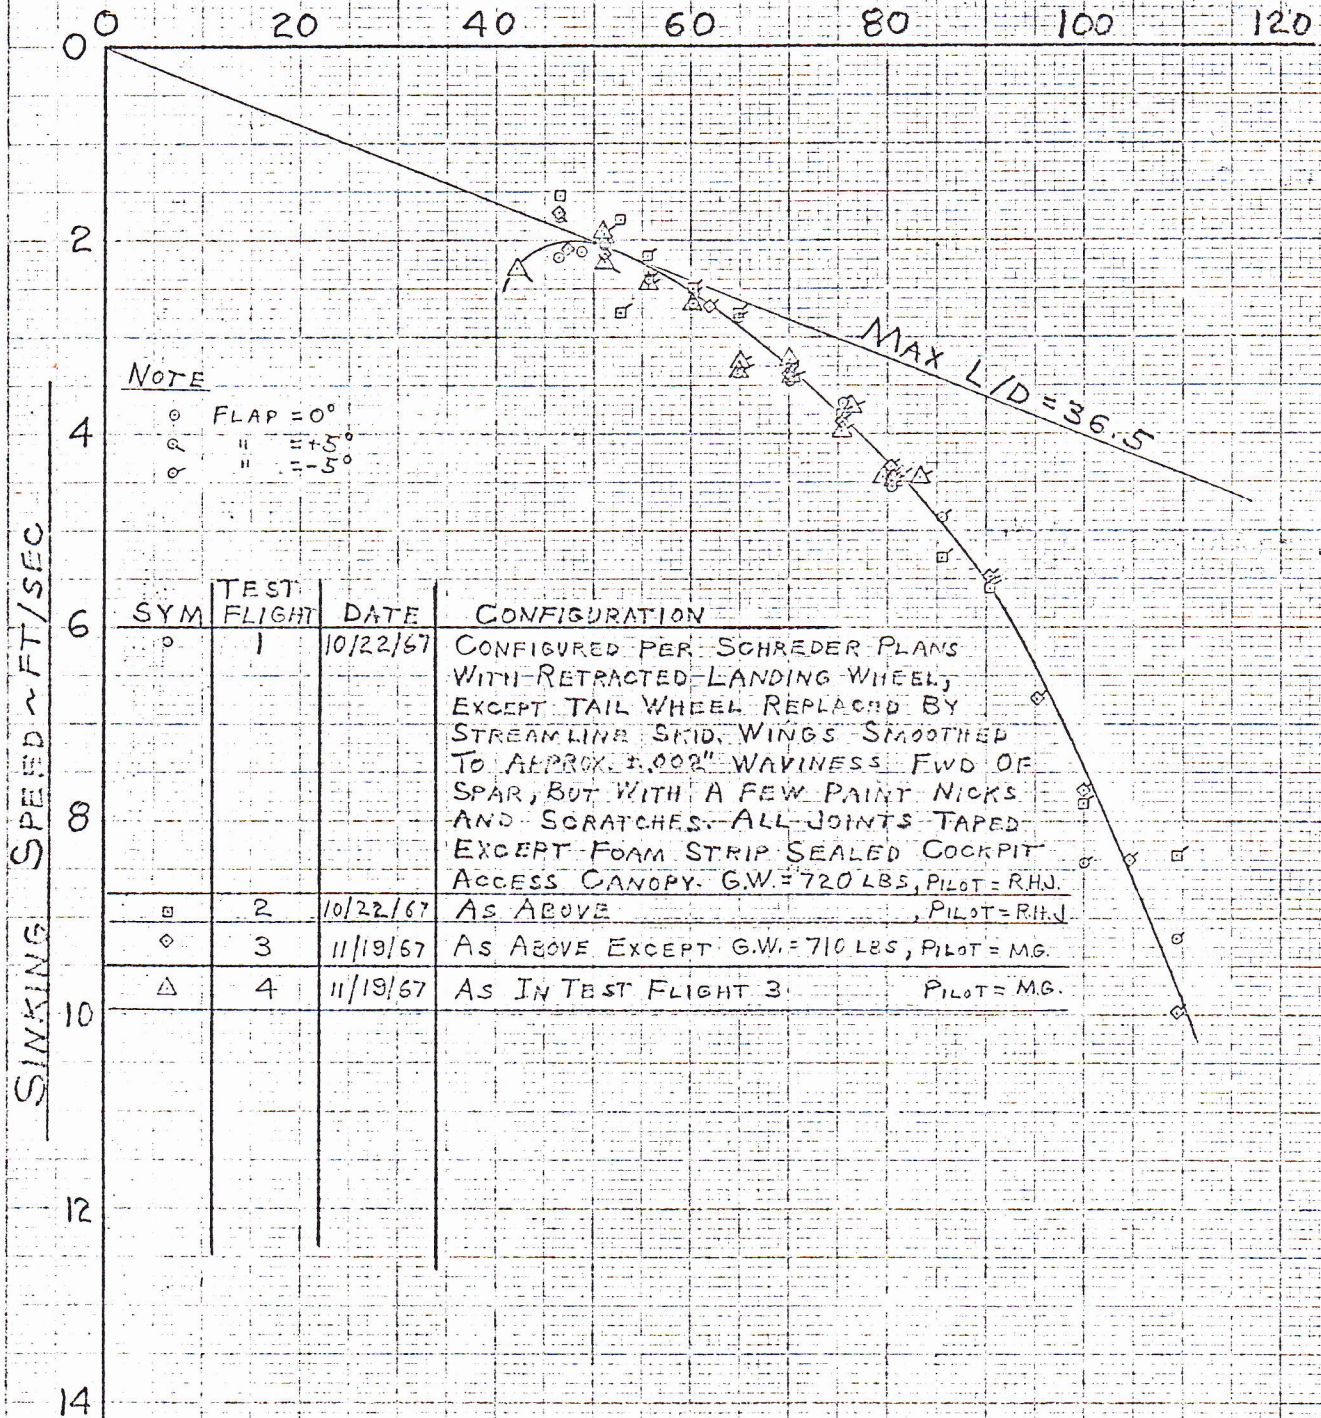 0 20 40 60 80 100 120
0
2
4
6
8
10
12
14
SINKING SPEED ~ FT/SEC
MAX L/D = 36.5
NOTE
FLAP = 0°
" = +5°
" = -5°
SYM TEST FLIGHT DATE CONFIGURATION
1 10/22/67 CONFIGURED PER SCHREDER PLANS
WITH RETRACTED LANDING WHEEL,
EXCEPT TAIL WHEEL REPLACED BY
STREAMLINE SKID. WINGS SMOOTHED
TO APPROX. ±.002" WAVINESS FWD OF
SPAR, BUT WITH A FEW PAINT NICKS
AND SCRATCHES. ALL JOINTS TAPED
EXCEPT FOAM STRIP SEALED COCKPIT
ACCESS CANOPY. G.W. = 720 LBS, PILOT = R.H.J.
2 10/22/67 AS ABOVE , PILOT = R.H.J.
3 11/19/67 AS ABOVE EXCEPT G.W. = 710 LBS, PILOT = M.G.
4 11/19/67 AS IN TEST FLIGHT 3 PILOT = M.G.